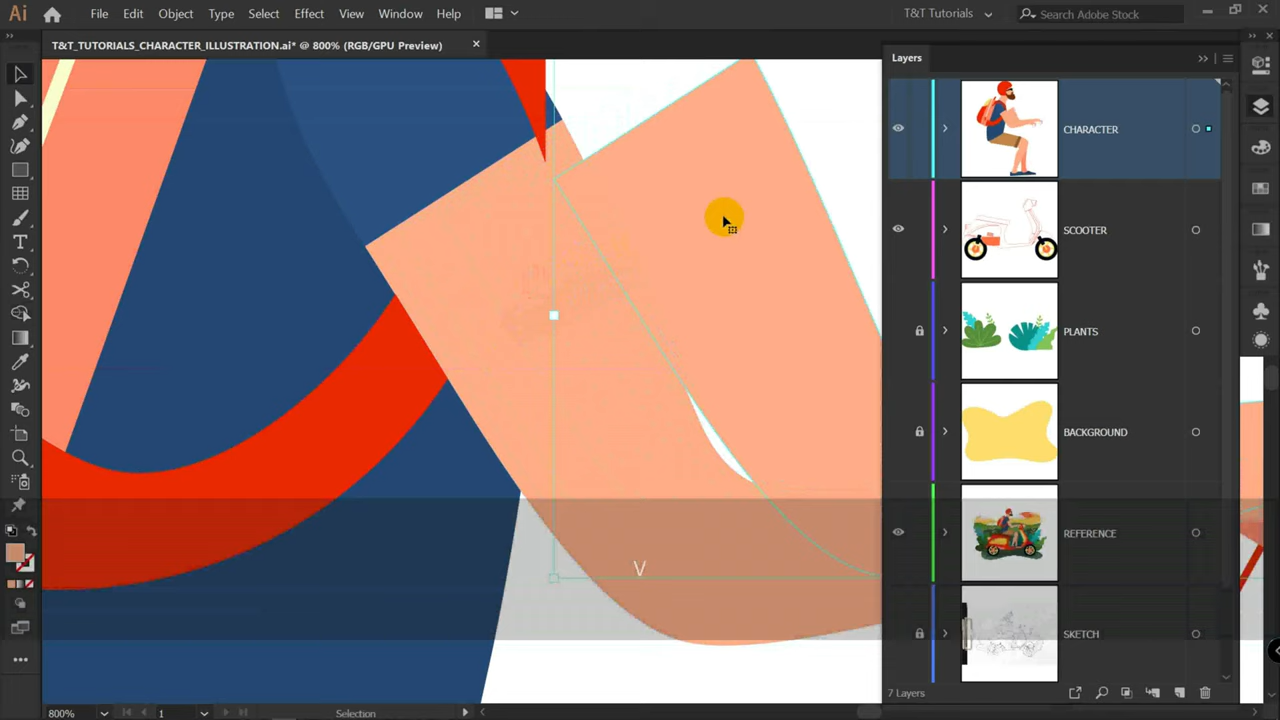 Ai File Edit Object Type Select Effect View Window Help T&T Tutorials Search Adobe Stock
T&T_TUTORIALS_CHARACTER_ILLUSTRATION.ai* @ 800% (RGB/GPU Preview)
Layers
CHARACTER
SCOOTER
PLANTS
BACKGROUND
REFERENCE
V
SKETCH
7 Layers
800% 1 Selection